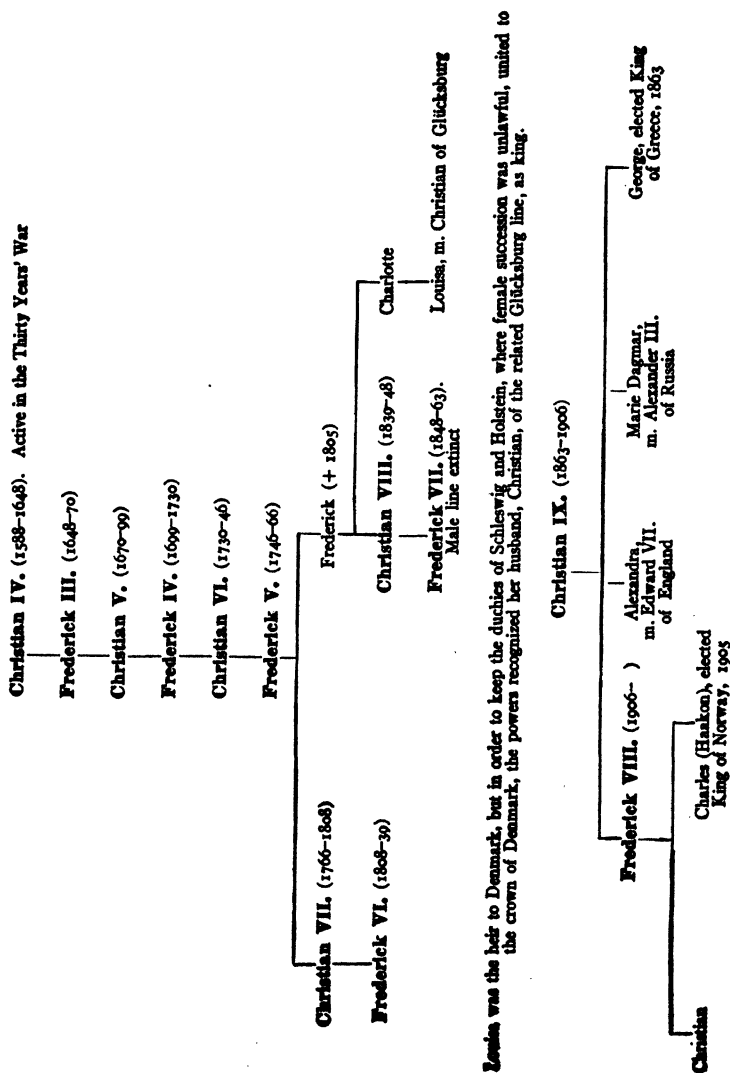 Christian IV. (1588–1648). Active in the Thirty Years' War
Frederick III. (1648–70)
Christian V. (1670–99)
Frederick IV. (1699–1730)
Christian VI. (1730–46)
Frederick V. (1746–66)
Christian VII. (1766–1808)
Frederick (+ 1805)
Frederick VI. (1808–39)
Christian VIII. (1839–48)
Charlotte
Frederick VII. (1848–63).
Male line extinct
Louisa, m. Christian of Glücksburg
Louisa was the heir to Denmark, but in order to keep the duchies of Schleswig and Holstein, where female succession was unlawful, united to
the crown of Denmark, the powers recognized her husband, Christian, of the related Glücksburg line, as king.
Christian IX. (1863–1906)
Frederick VIII. (1906– )
Alexandra,
m. Edward VII.
of England
Marie Dagmar,
m. Alexander III.
of Russia
George, elected King
of Greece, 1863
Christian
Charles (Haakon), elected
King of Norway, 1905